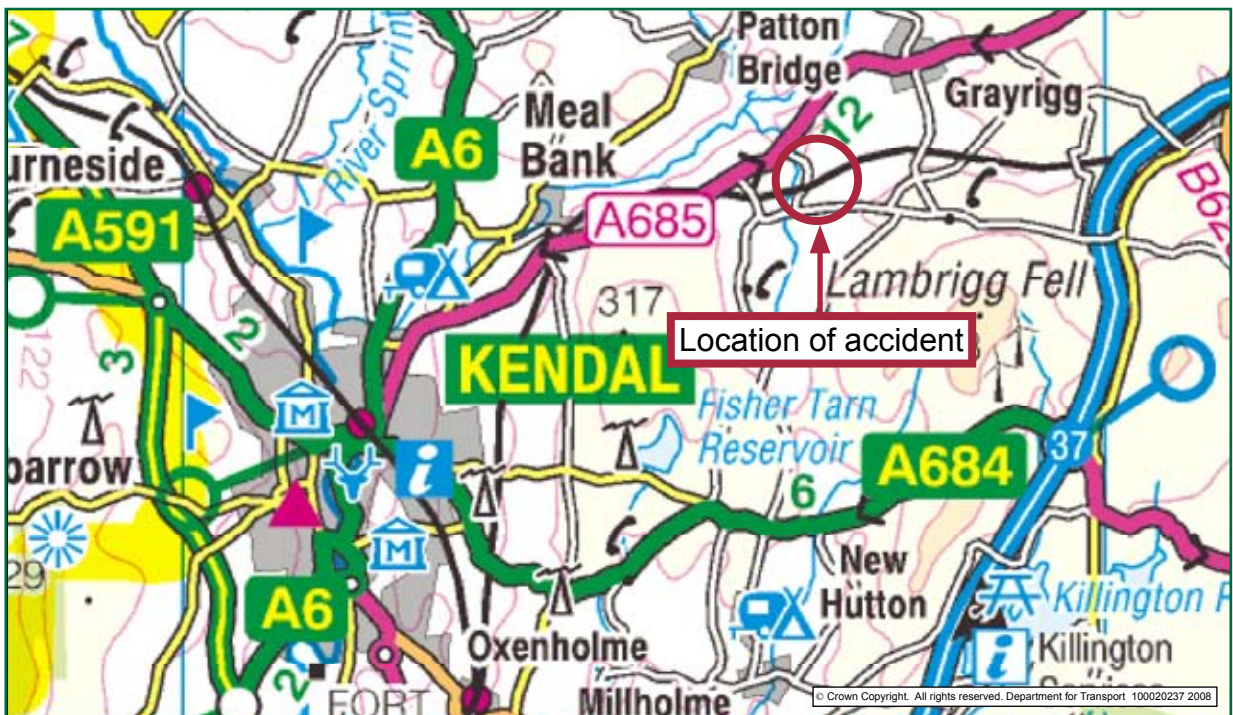 Patton
Bridge
River Sprint
Grayrigg
12
Meal
Bank
A6
urneside
A591
A685
B62
Lambrigg Fell
317
Location of accident
2
3
122
KENDAL
Fisher Tarn
Reservoir
A684
37
6
barrow
i
M
M
29
New
Hutton
A6
Killington
Oxenholme
i
Killington
2
FORT
Millholme
© Crown Copyright. All rights reserved. Department for Transport 100020237 2008